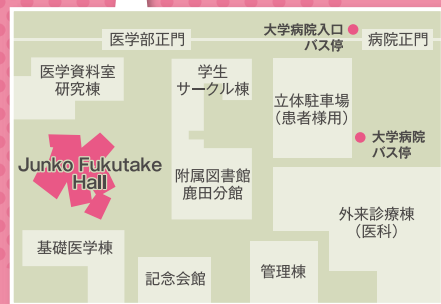 医学部正門
大学病院入口
バス停
病院正門
医学資料室
研究棟
学生
サークル棟
立体駐車場
（患者様用）
大学病院
バス停
Junko Fukutake
Hall
附属図書館
鹿田分館
外来診療棟
（医科）
基礎医学棟
記念会館
管理棟